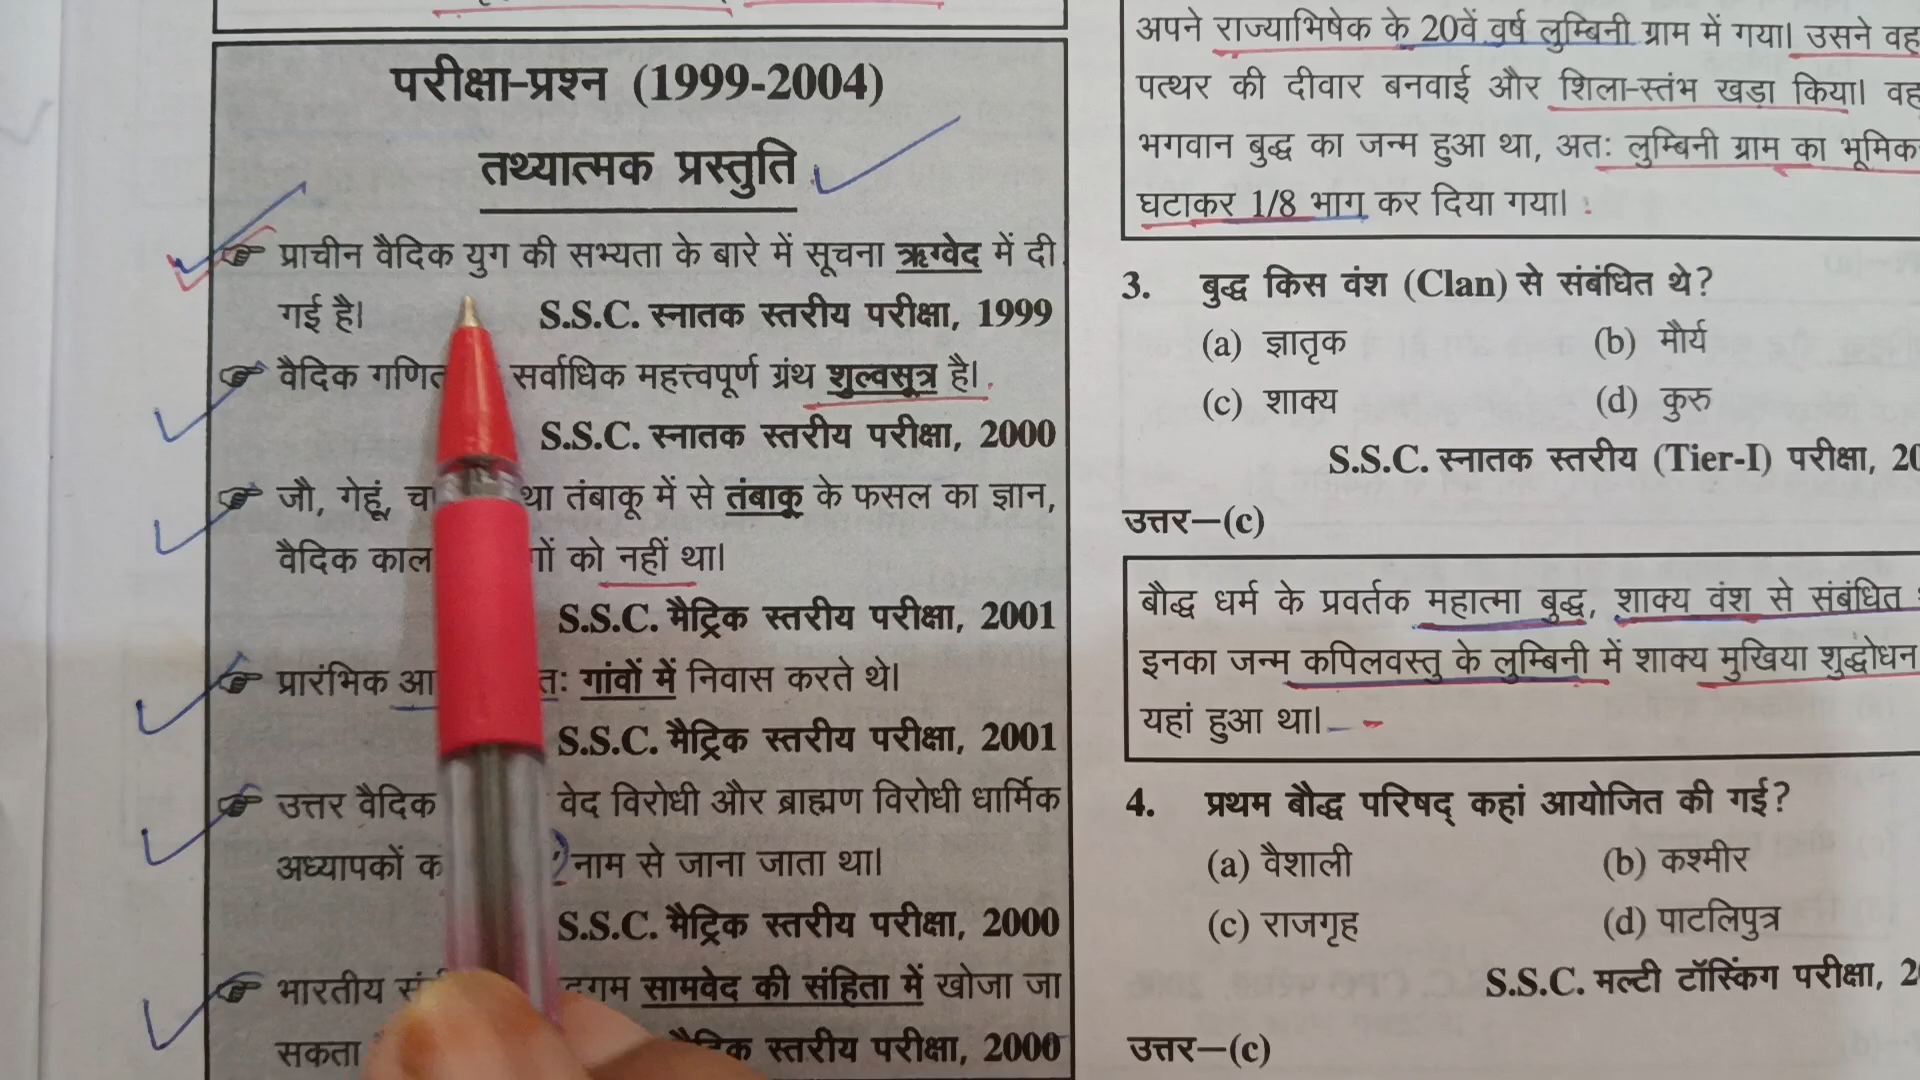 परीक्षा-प्रश्न (1999-2004)
तथ्यात्मक प्रस्तुति
प्राचीन वैदिक युग की सभ्यता के बारे में सूचना ऋग्वेद में दी
गई है। S.S.C. स्नातक स्तरीय परीक्षा, 1999
वैदिक गणित सर्वाधिक महत्त्वपूर्ण ग्रंथ शुल्वसूत्र है।
S.S.C. स्नातक स्तरीय परीक्षा, 2000
जौ, गेहूं, तंबाकू में से तंबाकू के फसल का ज्ञान,
वैदिक काल को नहीं था।
S.S.C. मैट्रिक स्तरीय परीक्षा, 2001
प्रारंभिक गांवों में निवास करते थे।
S.S.C. मैट्रिक स्तरीय परीक्षा, 2001
उत्तर वैदिक वेद विरोधी और ब्राह्मण विरोधी धार्मिक
अध्यापकों नाम से जाना जाता था।
S.S.C. मैट्रिक स्तरीय परीक्षा, 2000
भारतीय सामवेद की संहिता में खोजा जा
सकता स्तरीय परीक्षा, 2000
अपने राज्याभिषेक के 20वें वर्ष लुम्बिनी ग्राम में गया। उसने
पत्थर की दीवार बनवाई और शिला-स्तंभ खड़ा किया।
भगवान बुद्ध का जन्म हुआ था, अतः लुम्बिनी ग्राम का
घटाकर 1/8 भाग कर दिया गया।
3. बुद्ध किस वंश (Clan) से संबंधित थे?
(a) ज्ञातृक (b) मौर्य
(c) शाक्य (d) कुरु
S.S.C. स्नातक स्तरीय (Tier-I) परीक्षा,
उत्तर—(c)
बौद्ध धर्म के प्रवर्तक महात्मा बुद्ध, शाक्य वंश से संबंधित
इनका जन्म कपिलवस्तु के लुम्बिनी में शाक्य मुखिया शुद्धोधन
यहां हुआ था।
4. प्रथम बौद्ध परिषद् कहां आयोजित की गई?
(a) वैशाली (b) कश्मीर
(c) राजगृह (d) पाटलिपुत्र
S.S.C. मल्टी टॉस्किंग परीक्षा,
उत्तर—(c)